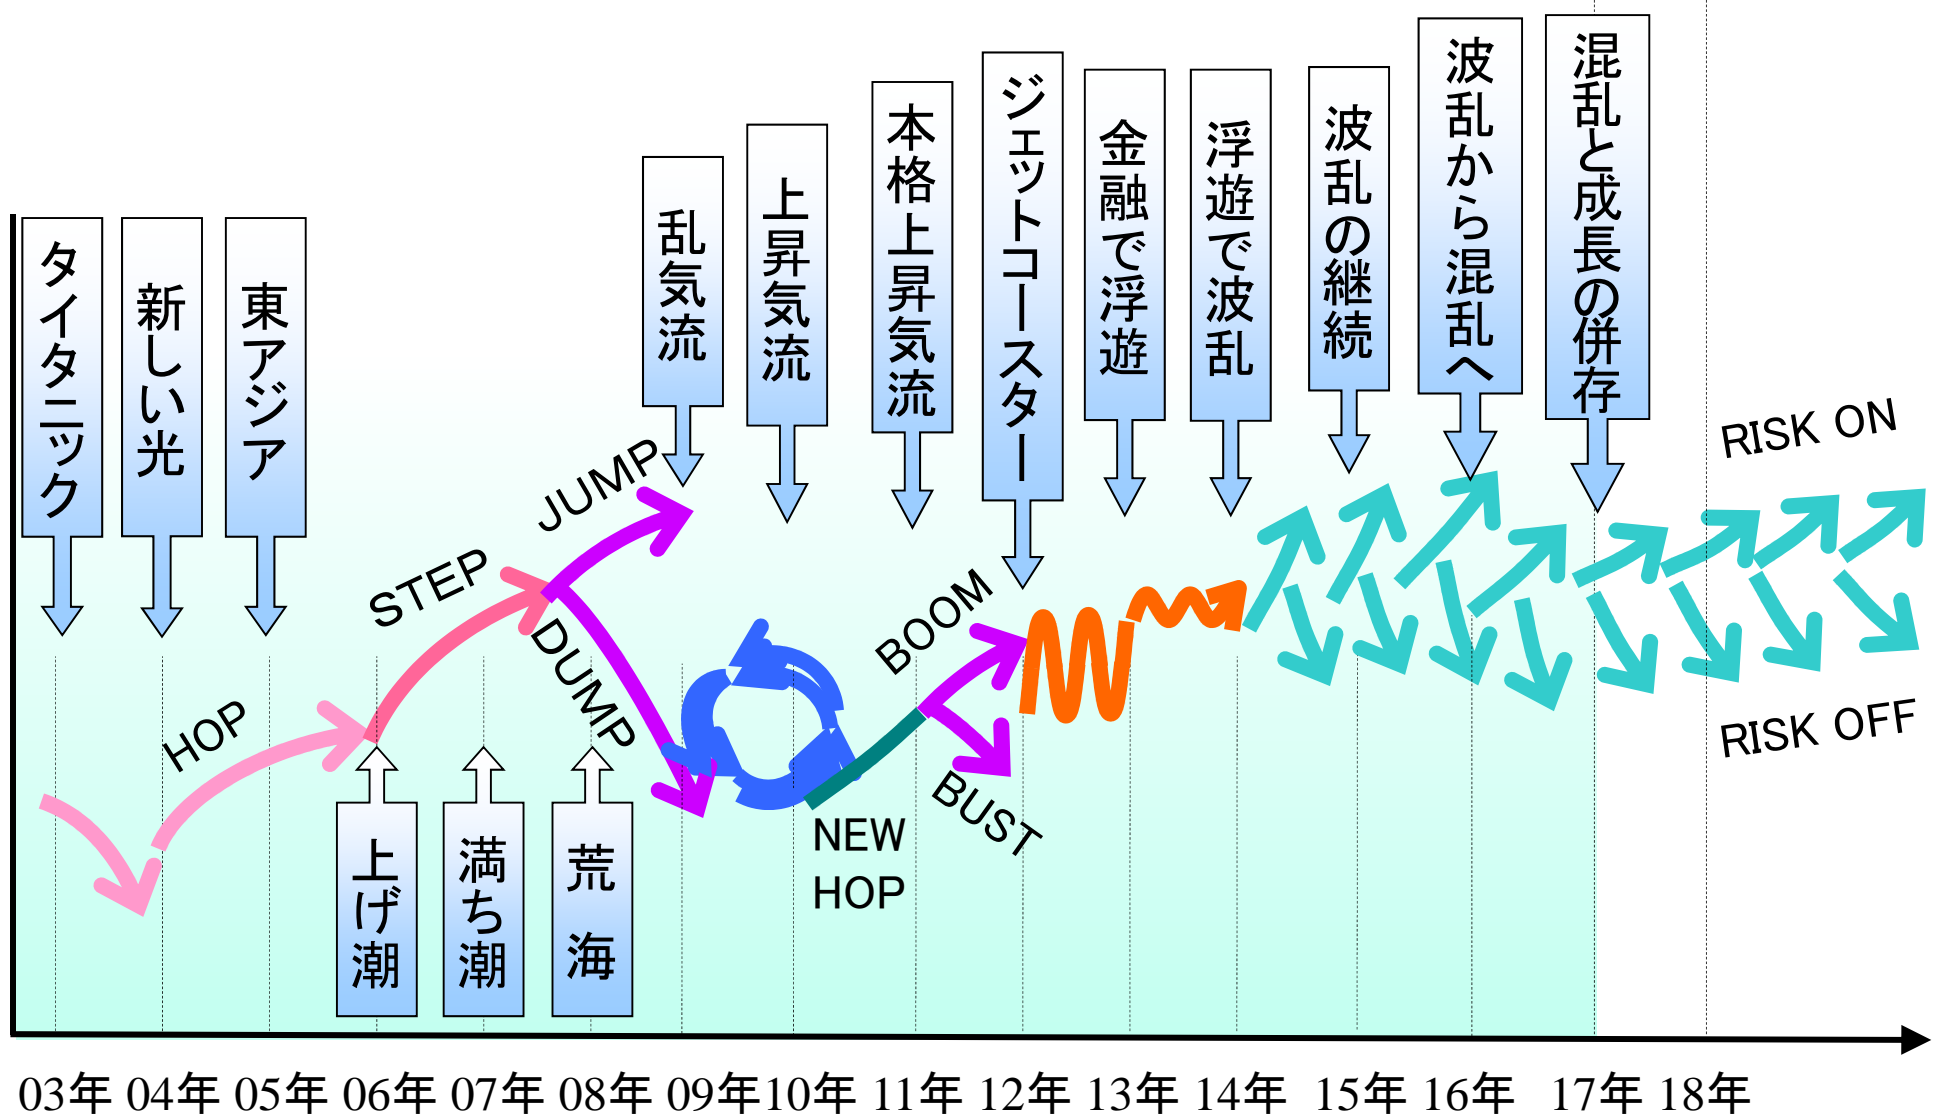 タイタニック
新しい光
東アジア
上げ潮
満ち潮
荒海
乱気流
上昇気流
本格上昇気流
ジェットコースター
金融で浮遊
浮遊で波乱
波乱の継続
波乱から混乱へ
混乱と成長の併存
HOP
STEP
JUMP
DUMP
NEW
HOP
BOOM
BUST
RISK ON
RISK OFF
03年 04年 05年 06年 07年 08年 09年 10年 11年 12年 13年 14年 15年 16年 17年 18年